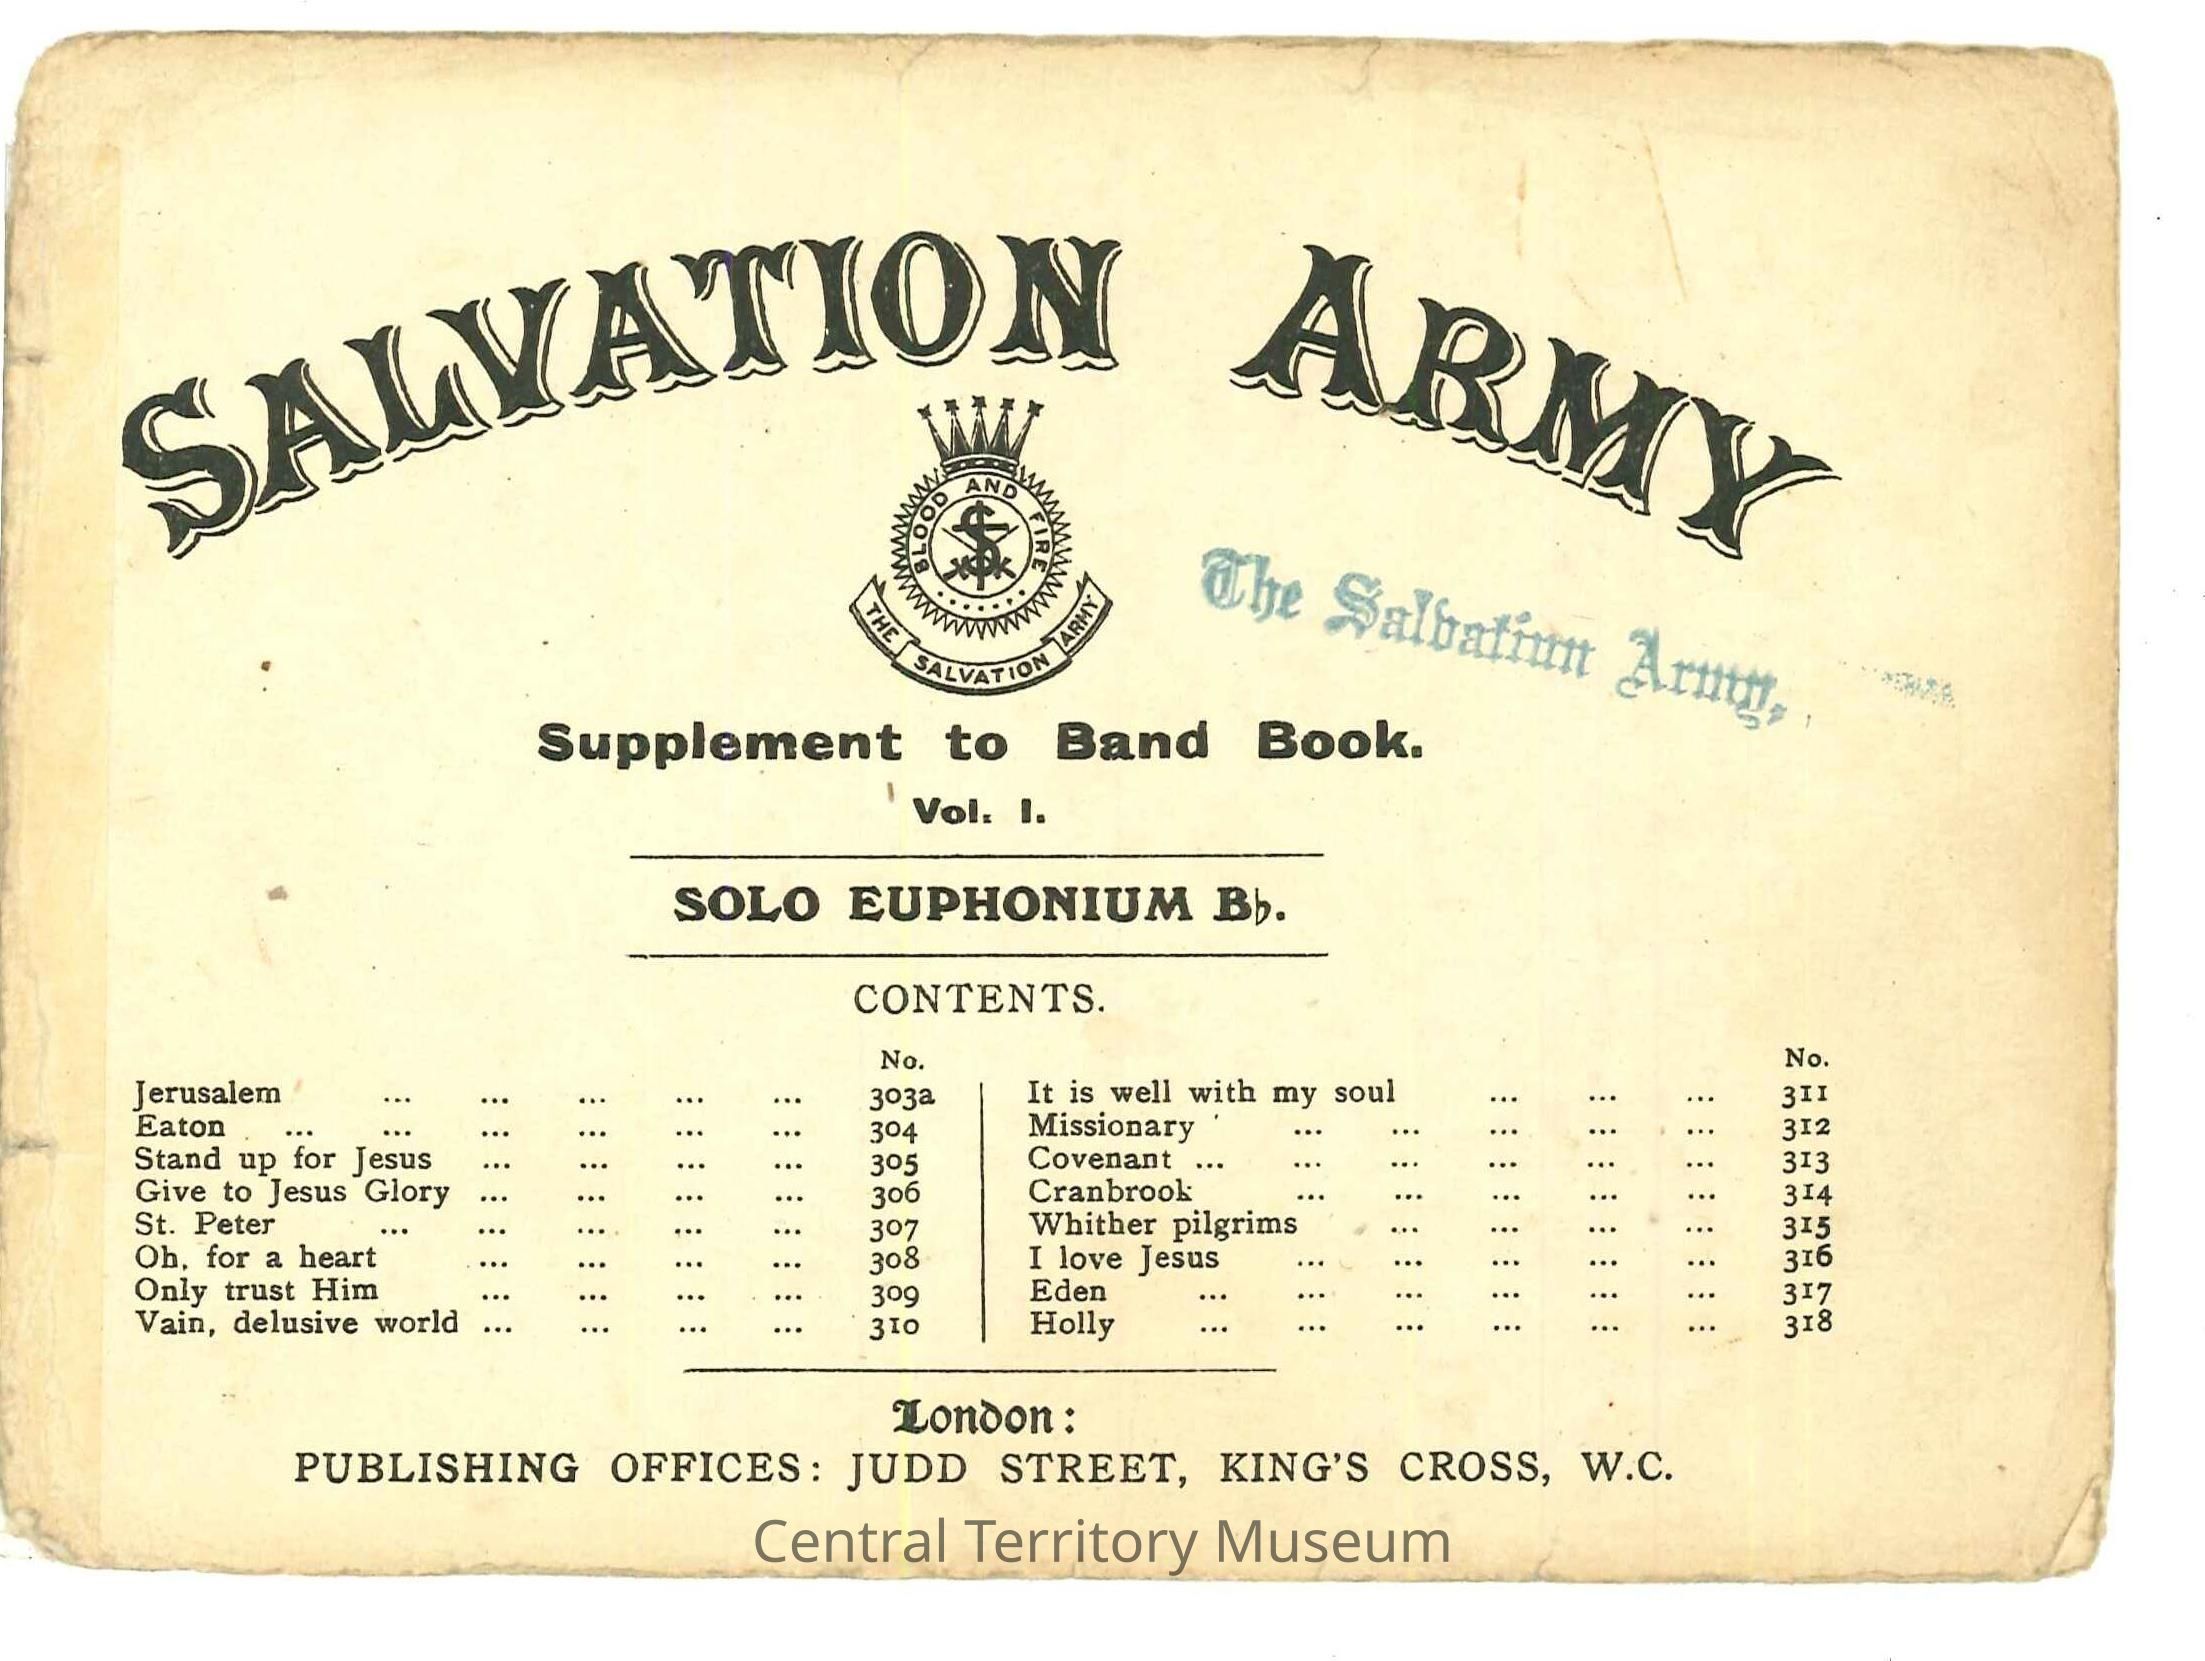 SALVATION ARMY
BLOOD AND FIRE
THE SALVATION ARMY
The Salvation Army,
Supplement to Band Book.
Vol. I.
SOLO EUPHONIUM B♭.
CONTENTS.
No.
Jerusalem ... ... ... ... ... 303a
Eaton ... ... ... ... ... ... 304
Stand up for Jesus ... ... ... ... 305
Give to Jesus Glory ... ... ... ... 306
St. Peter ... ... ... ... ... 307
Oh, for a heart ... ... ... ... 308
Only trust Him ... ... ... ... 309
Vain, delusive world ... ... ... ... 310
No.
It is well with my soul ... ... ... 311
Missionary ... ... ... ... ... 312
Covenant ... ... ... ... ... ... 313
Cranbrook ... ... ... ... ... 314
Whither pilgrims ... ... ... ... 315
I love Jesus ... ... ... ... ... 316
Eden ... ... ... ... ... ... 317
Holly ... ... ... ... ... ... 318
London:
PUBLISHING OFFICES: JUDD STREET, KING'S CROSS, W.C.
Central Territory Museum